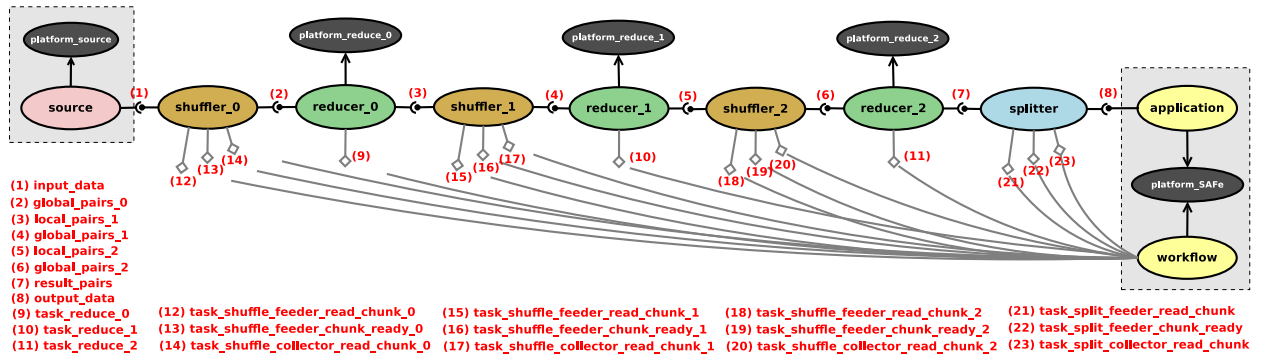 platform_source
platform_reduce_0
platform_reduce_1
platform_reduce_2
source
(1)
shuffler_0
(2)
reducer_0
(3)
shuffler_1
(4)
reducer_1
(5)
shuffler_2
(6)
reducer_2
(7)
splitter
(8)
application
(12)
(13)
(14)
(9)
(15)
(16)
(17)
(10)
(18)
(19)
(20)
(11)
(21)
(22)
(23)
platform_SAFe
workflow
(1) input_data
(2) global_pairs_0
(3) local_pairs_1
(4) global_pairs_1
(5) local_pairs_2
(6) global_pairs_2
(7) result_pairs
(8) output_data
(9) task_reduce_0
(10) task_reduce_1
(11) task_reduce_2
(12) task_shuffle_feeder_read_chunk_0
(13) task_shuffle_feeder_chunk_ready_0
(14) task_shuffle_collector_read_chunk_0
(15) task_shuffle_feeder_read_chunk_1
(16) task_shuffle_feeder_chunk_ready_1
(17) task_shuffle_collector_read_chunk_1
(18) task_shuffle_feeder_read_chunk_2
(19) task_shuffle_feeder_chunk_ready_2
(20) task_shuffle_collector_read_chunk_2
(21) task_split_feeder_read_chunk
(22) task_split_feeder_chunk_ready
(23) task_split_collector_read_chunk